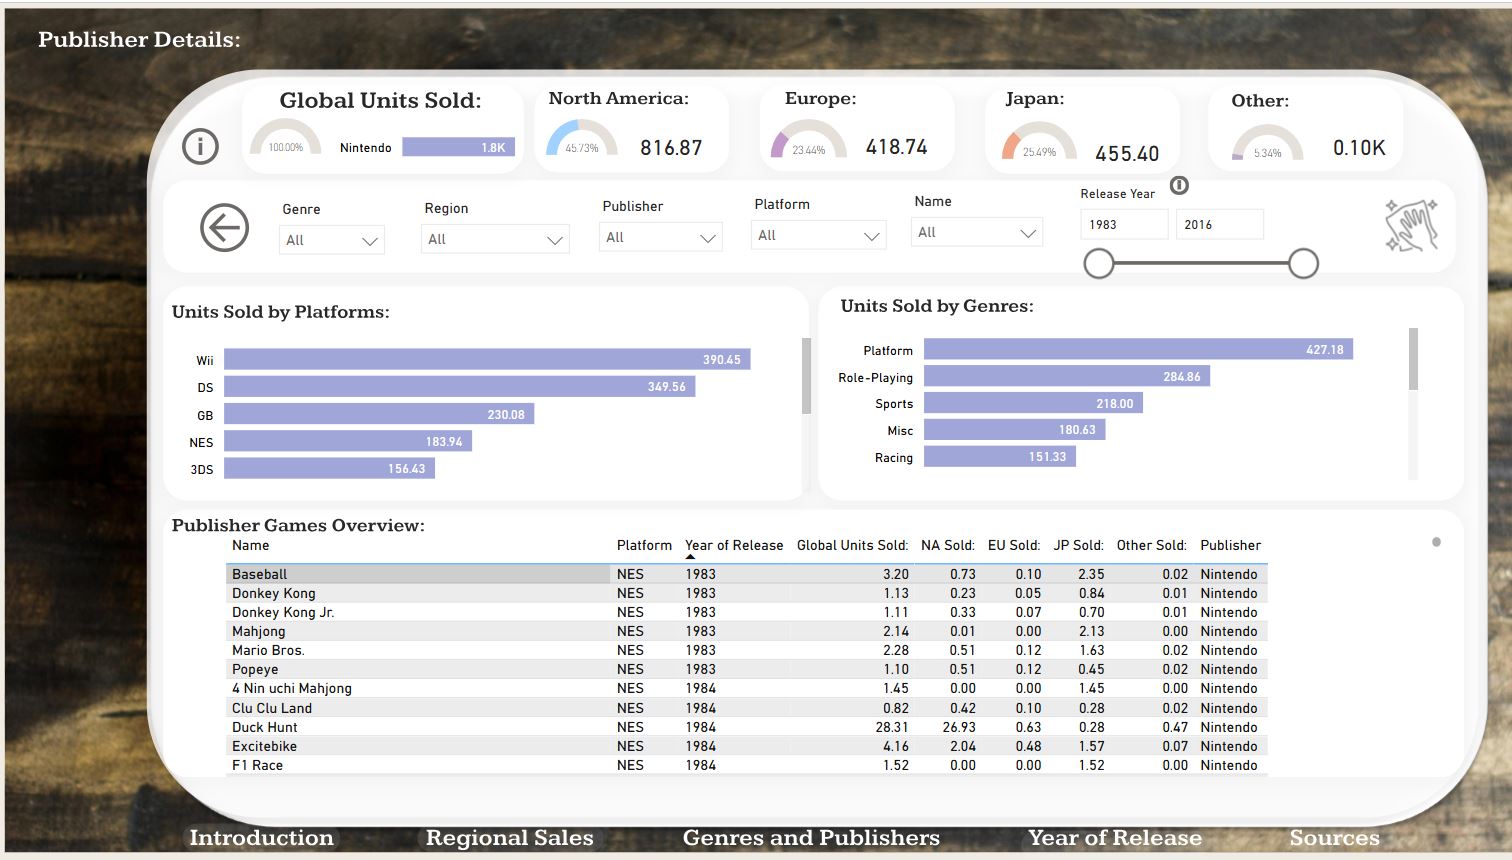 Publisher Details:
Global Units Sold:
100.00%
Nintendo 1.8K
North America:
45.73% 816.87
Europe:
23.44% 418.74
Japan:
25.49% 455.40
Other:
5.34% 0.10K
Genre
All
Region
All
Publisher
All
Platform
All
Name
All
Release Year
1983 2016
Units Sold by Platforms:
Wii 390.45
DS 349.56
GB 230.08
NES 183.94
3DS 156.43
Units Sold by Genres:
Platform 427.18
Role-Playing 284.86
Sports 218.00
Misc 180.63
Racing 151.33
Publisher Games Overview:
Name Platform Year of Release Global Units Sold: NA Sold: EU Sold: JP Sold: Other Sold: Publisher
Baseball NES 1983 3.20 0.73 0.10 2.35 0.02 Nintendo
Donkey Kong NES 1983 1.13 0.23 0.05 0.84 0.01 Nintendo
Donkey Kong Jr. NES 1983 1.11 0.33 0.07 0.70 0.01 Nintendo
Mahjong NES 1983 2.14 0.01 0.00 2.13 0.00 Nintendo
Mario Bros. NES 1983 2.28 0.51 0.12 1.63 0.02 Nintendo
Popeye NES 1983 1.10 0.51 0.12 0.45 0.02 Nintendo
4 Nin uchi Mahjong NES 1984 1.45 0.00 0.00 1.45 0.00 Nintendo
Clu Clu Land NES 1984 0.82 0.42 0.10 0.28 0.02 Nintendo
Duck Hunt NES 1984 28.31 26.93 0.63 0.28 0.47 Nintendo
Excitebike NES 1984 4.16 2.04 0.48 1.57 0.07 Nintendo
F1 Race NES 1984 1.52 0.00 0.00 1.52 0.00 Nintendo
Introduction Regional Sales Genres and Publishers Year of Release Sources